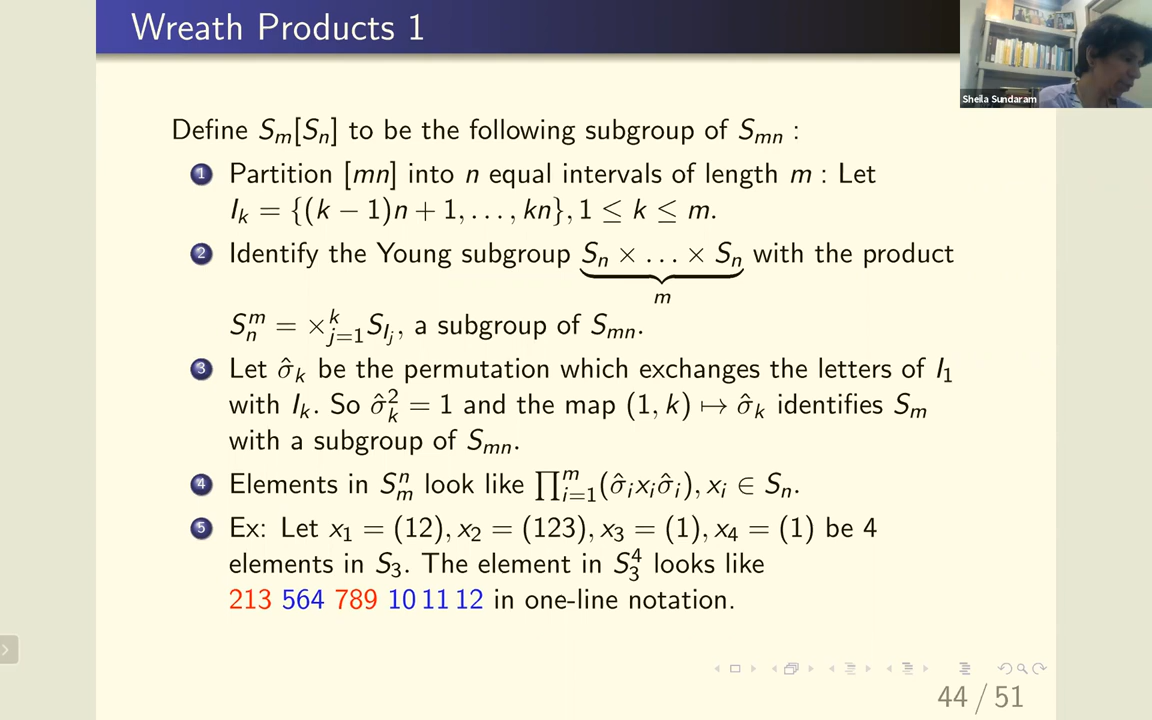 Wreath Products 1
Sheila Sundaram
Define S_m[S_n] to be the following subgroup of S_{mn} :
1 Partition [mn] into n equal intervals of length m : Let
I_k = {(k − 1)n + 1, . . . , kn}, 1 ≤ k ≤ m.
2 Identify the Young subgroup S_n × . . . × S_n with the product
m
S_n^m = ×_{j=1}^k S_{I_j}, a subgroup of S_{mn}.
3 Let σ̂_k be the permutation which exchanges the letters of I_1
with I_k. So σ̂_k^2 = 1 and the map (1, k) ↦ σ̂_k identifies S_m
with a subgroup of S_{mn}.
4 Elements in S_m^n look like ∏_{i=1}^m (σ̂_i x_i σ̂_i), x_i ∈ S_n.
5 Ex: Let x_1 = (12), x_2 = (123), x_3 = (1), x_4 = (1) be 4
elements in S_3. The element in S_3^4 looks like
213 564 789 10 11 12 in one-line notation.
44 / 51